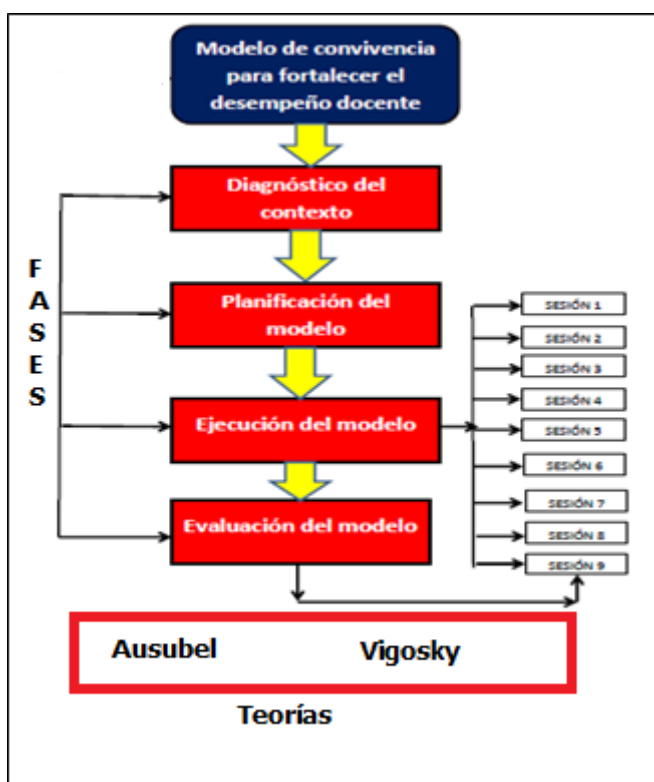 Modelo de convivencia
para fortalecer el
desempeño docente
Diagnóstico del
contexto
FASES
Planificación del
modelo
Ejecución del modelo
Evaluación del modelo
SESIÓN 1
SESIÓN 2
SESIÓN 3
SESIÓN 4
SESIÓN 5
SESIÓN 6
SESIÓN 7
SESIÓN 8
SESIÓN 9
Ausubel Vigosky
Teorías